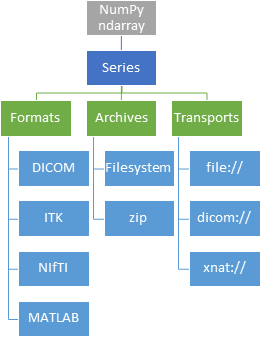 NumPy
ndarray
Series
Formats Archives Transports
DICOM Filesystem file://
ITK zip dicom://
NIfTI xnat://
MATLAB